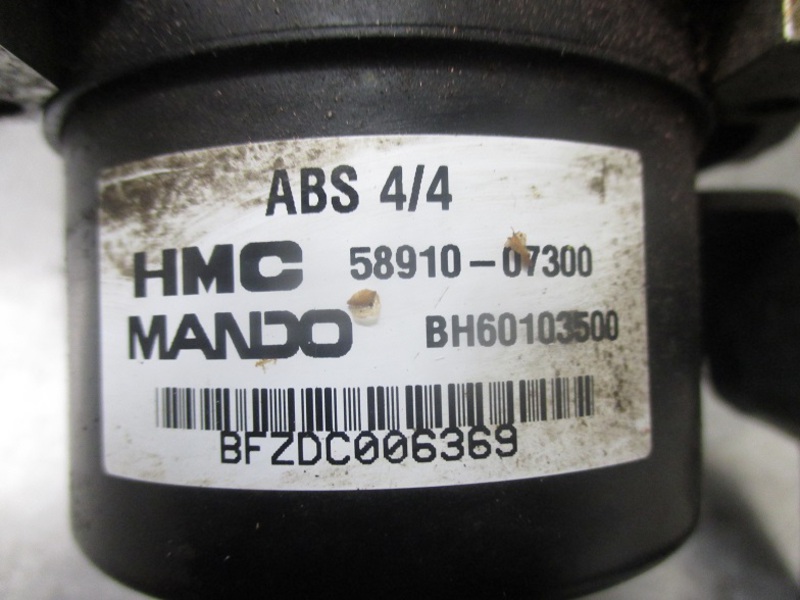 ABS 4/4
HMC 58910-07300
MANDO BH60103500
BFZDC006369